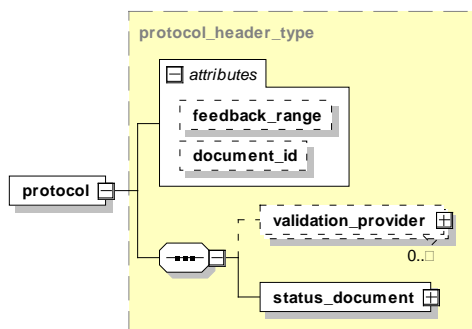 protocol_header_type
attributes
feedback_range
document_id
protocol
validation_provider
0..
status_document